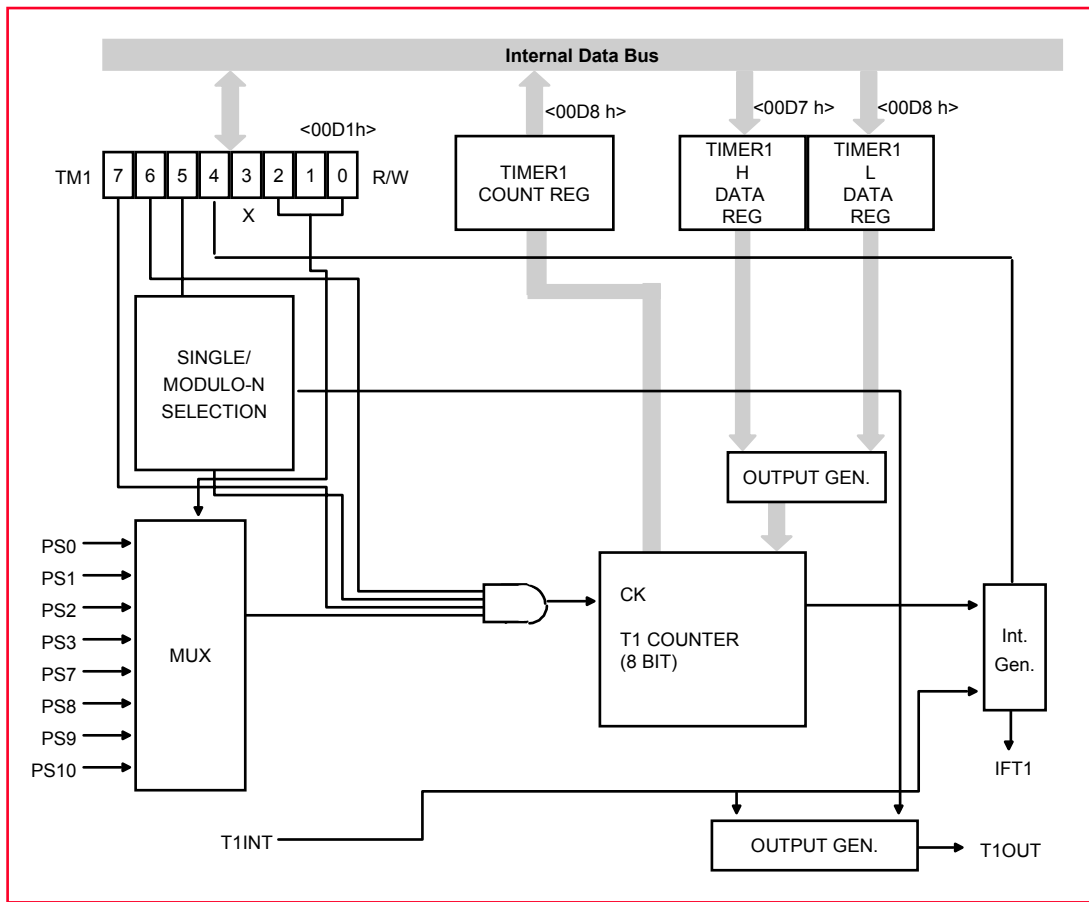 Internal Data Bus
<00D1h>
<00D8 h>
<00D7 h>
<00D8 h>
TM1
7
6
5
4
3
2
1
0
R/W
X
TIMER1
COUNT REG
TIMER1
H
DATA
REG
TIMER1
L
DATA
REG
SINGLE/
MODULO-N
SELECTION
OUTPUT GEN.
PS0
PS1
PS2
PS3
PS7
PS8
PS9
PS10
MUX
CK
T1 COUNTER
(8 BIT)
Int.
Gen.
IFT1
T1INT
OUTPUT GEN.
T1OUT